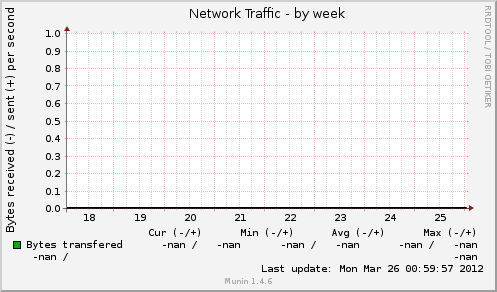 Network Traffic - by week
RRDTOOL / TOBI OETIKER
Bytes received (-) / sent (+) per second
1.0
0.9
0.8
0.7
0.6
0.5
0.4
0.3
0.2
0.1
0.0
18 19 20 21 22 23 24 25
Cur (-/+) Min (-/+) Avg (-/+) Max (-/+)
Bytes transfered -nan / -nan -nan / -nan -nan / -nan
-nan / -nan
Last update: Mon Mar 26 00:59:57 2012
Munin 1.4.6